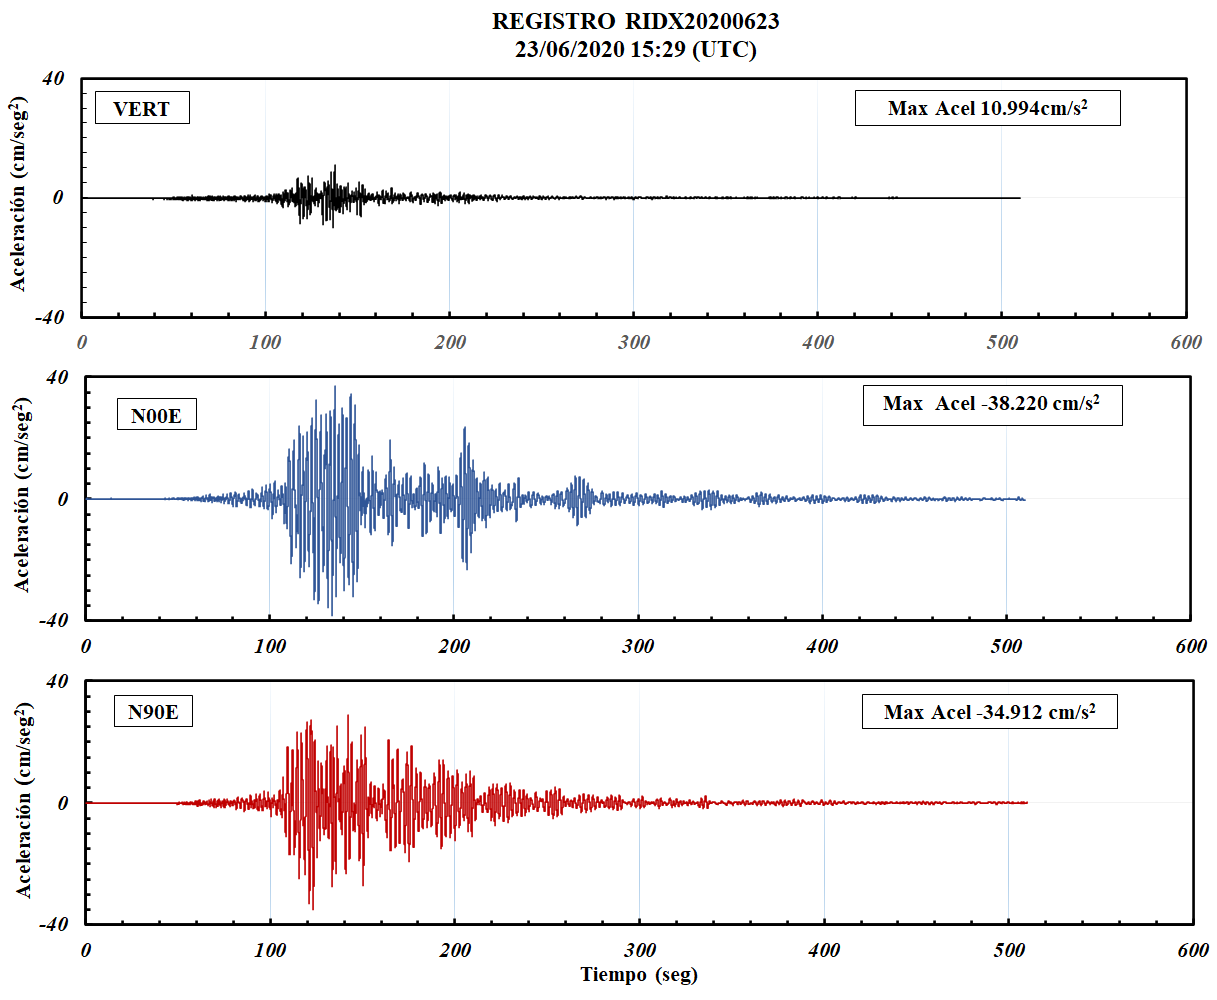 REGISTRO RIDX20200623
23/06/2020 15:29 (UTC)
VERT
Max Acel 10.994cm/s²
Aceleración (cm/seg²)
40
0
-40
0 100 200 300 400 500 600
N00E
Max Acel -38.220 cm/s²
Aceleración (cm/seg²)
40
0
-40
0 100 200 300 400 500 600
N90E
Max Acel -34.912 cm/s²
Aceleración (cm/seg²)
40
0
-40
0 100 200 300 400 500 600
Tiempo (seg)